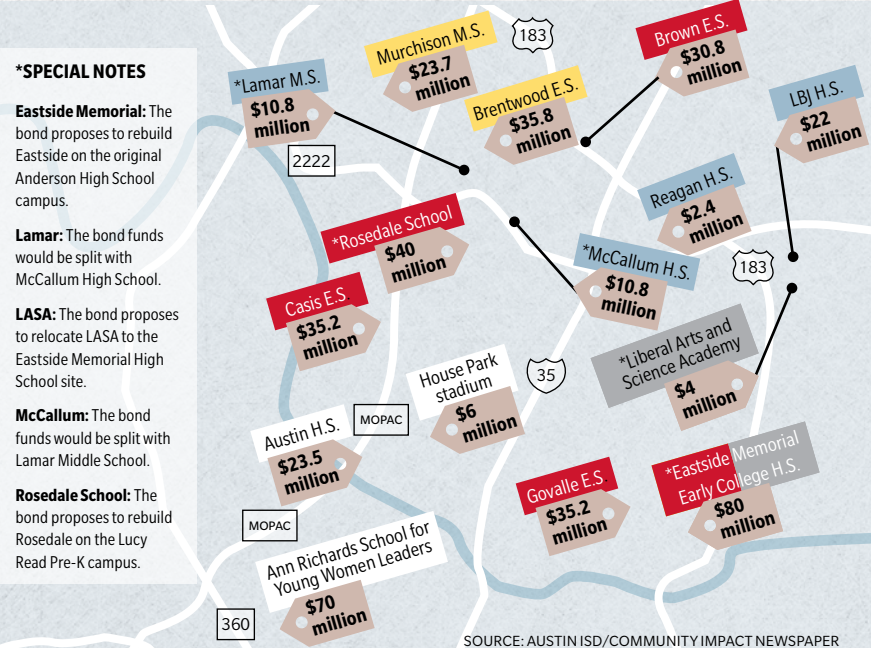 *SPECIAL NOTES
Eastside Memorial: The
bond proposes to rebuild
Eastside on the original
Anderson High School
campus.
Lamar: The bond funds
would be split with
McCallum High School.
LASA: The bond proposes
to relocate LASA to the
Eastside Memorial High
School site.
McCallum: The bond
funds would be split with
Lamar Middle School.
Rosedale School: The
bond proposes to rebuild
Rosedale on the Lucy
Read Pre-K campus.
*Lamar M.S.
$10.8
million
Murchison M.S.
$23.7
million
183
Brentwood E.S.
$35.8
million
Brown E.S.
$30.8
million
LBJ H.S.
$22
million
2222
*Rosedale School
$40
million
Reagan H.S.
$2.4
million
*McCallum H.S.
$10.8
million
183
Casis E.S.
$35.2
million
*Liberal Arts and
Science Academy
$4
million
35
House Park
stadium
$6
million
MOPAC
Austin H.S.
$23.5
million
Govalle E.S.
$35.2
million
*Eastside Memorial
Early College H.S.
$80
million
MOPAC
Ann Richards School for
Young Women Leaders
$70
million
360
SOURCE: AUSTIN ISD/COMMUNITY IMPACT NEWSPAPER